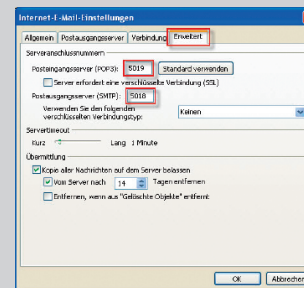 Internet-E-Mail-Einstellungen
Allgemein Postausgangsserver Verbindung Erweitert
Serveranschlussnummern
Posteingangsserver (POP3): 5019 Standard verwenden
Server erfordert eine verschlüsselte Verbindung (SSL)
Postausgangsserver (SMTP): 5018
Verwenden Sie den folgenden verschlüsselten Verbindungstyp: Keinen
Servertimeout
Kurz Lang 1 Minute
Übermittlung
Kopie aller Nachrichten auf dem Server belassen
Vom Server nach 14 Tagen entfernen
Entfernen, wenn aus "Gelöschte Objekte" entfernt
OK Abbrechen